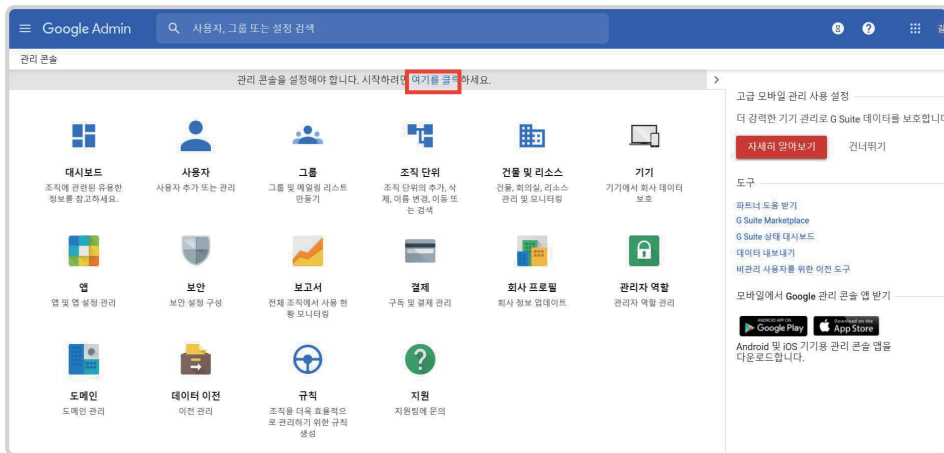 Google Admin
사용자, 그룹 또는 설정 검색
8
?
관리 콘솔
관리 콘솔을 설정해야 합니다. 시작하려면 여기를 클릭하세요.
대시보드
조직에 관련된 유용한
정보를 참고하세요.
사용자
사용자 추가 또는 관리
그룹
그룹 및 메일링 리스트
만들기
조직 단위
조직 단위의 추가, 삭
제, 이름 변경, 이동 또
는 검색
건물 및 리소스
건물, 회의실, 리소스
관리 및 모니터링
기기
기기에서 회사 데이터
보호
앱
앱 및 앱 설정 관리
보안
보안 설정 구성
보고서
전체 조직에서 사용 현
황 모니터링
결제
구독 및 결제 관리
회사 프로필
회사 정보 업데이트
관리자 역할
관리자 역할 관리
도메인
도메인 관리
데이터 이전
이전 관리
규칙
조직을 더욱 효율적으
로 관리하기 위한 규칙
생성
?
지원
지원팀에 문의
고급 모바일 관리 사용 설정
더 강력한 기기 관리로 G Suite 데이터를 보호합니다
자세히 알아보기
건너뛰기
도구
파트너 도움 받기
G Suite Marketplace
G Suite 상태 대시보드
데이터 내보내기
비관리 사용자를 위한 이전 도구
모바일에서 Google 관리 콘솔 앱 받기
ANDROID APP ON
Google Play
Download on the
App Store
Android 및 iOS 기기용 관리 콘솔 앱을
다운로드합니다.